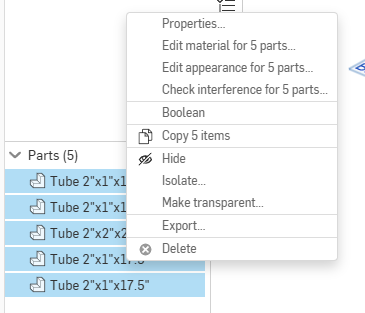 Properties...
Edit material for 5 parts...
Edit appearance for 5 parts...
Check interference for 5 parts...
Boolean
Copy 5 items
Hide
Isolate...
Make transparent...
Export...
Delete
Parts (5)
Tube 2"x1"x1
Tube 2"x1"x1
Tube 2"x2"x2
Tube 2"x1"x17.5"
Tube 2"x1"x17.5"